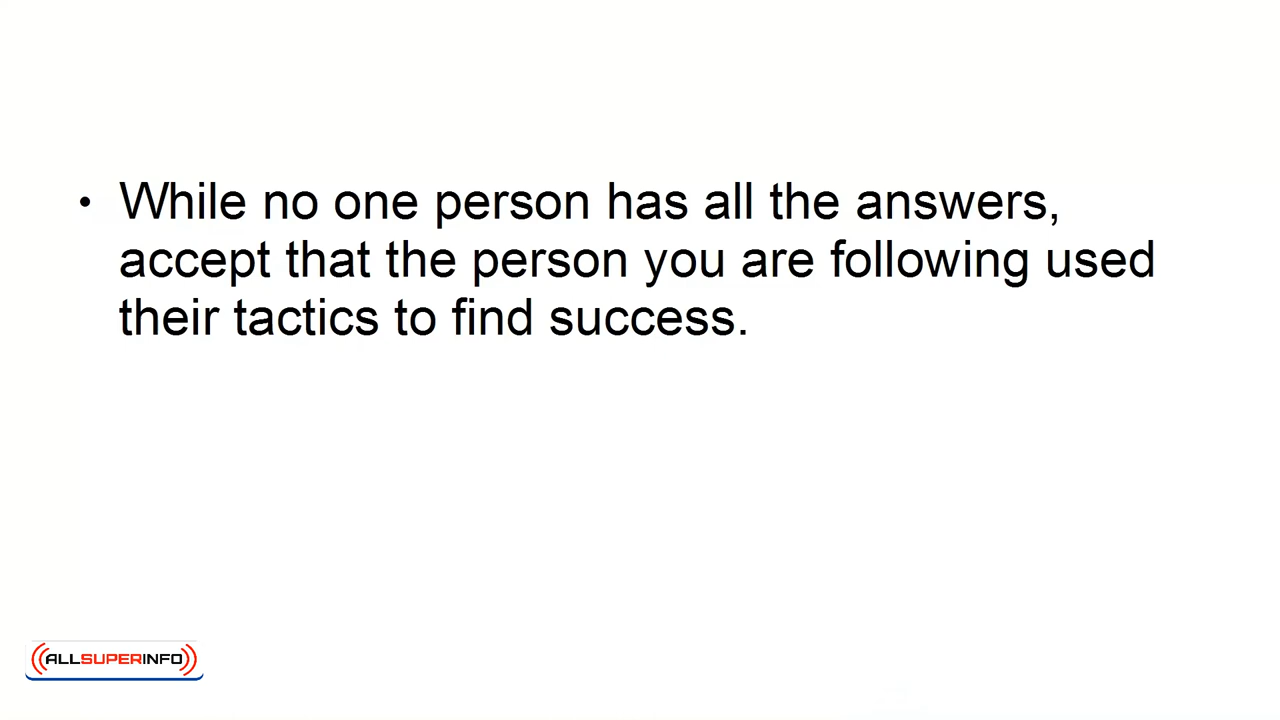 • While no one person has all the answers,
accept that the person you are following used
their tactics to find success.
ALLSUPERINFO